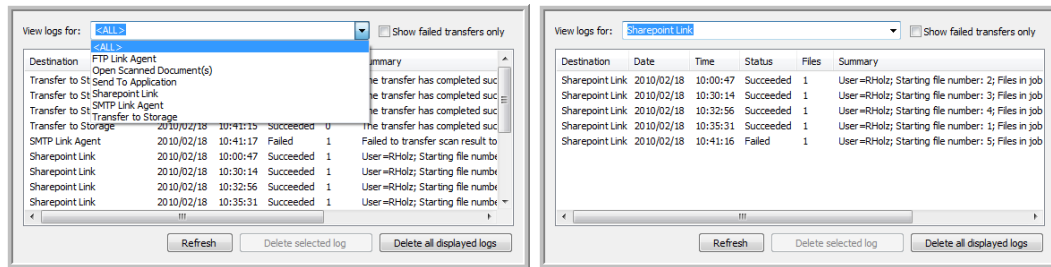 View logs for: <ALL> Show failed transfers only
<ALL>
FTP Link Agent
Open Scanned Document(s)
Send To Application
Sharepoint Link
SMTP Link Agent
Transfer to Storage
Destination ummary
Transfer to St he transfer has completed suc
Transfer to St he transfer has completed suc
Transfer to St he transfer has completed suc
Transfer to Storage 2010/02/18 10:41:15 Succeeded 0 The transfer has completed suc
SMTP Link Agent 2010/02/18 10:41:17 Failed 1 Failed to transfer scan result to
Sharepoint Link 2010/02/18 10:00:47 Succeeded 1 User=RHolz; Starting file numbe
Sharepoint Link 2010/02/18 10:30:14 Succeeded 1 User=RHolz; Starting file numbe
Sharepoint Link 2010/02/18 10:32:56 Succeeded 1 User=RHolz; Starting file numbe
Sharepoint Link 2010/02/18 10:35:31 Succeeded 1 User=RHolz; Starting file numbe
Refresh Delete selected log Delete all displayed logs
View logs for: Sharepoint Link Show failed transfers only
Destination Date Time Status Files Summary
Sharepoint Link 2010/02/18 10:00:47 Succeeded 1 User=RHolz; Starting file number: 2; Files in job
Sharepoint Link 2010/02/18 10:30:14 Succeeded 1 User=RHolz; Starting file number: 3; Files in job
Sharepoint Link 2010/02/18 10:32:56 Succeeded 1 User=RHolz; Starting file number: 4; Files in job
Sharepoint Link 2010/02/18 10:35:31 Succeeded 1 User=RHolz; Starting file number: 1; Files in job
Sharepoint Link 2010/02/18 10:41:16 Failed 1 User=RHolz; Starting file number: 5; Files in job
Refresh Delete selected log Delete all displayed logs